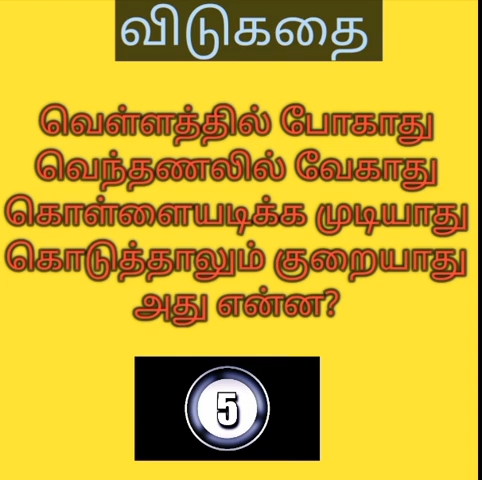 விடுகதை
வெள்ளத்தில் போகாது
வெந்தணலில் வேகாது
கொள்ளையடிக்க முடியாது
கொடுத்தாலும் குறையாது
அது என்ன?
5